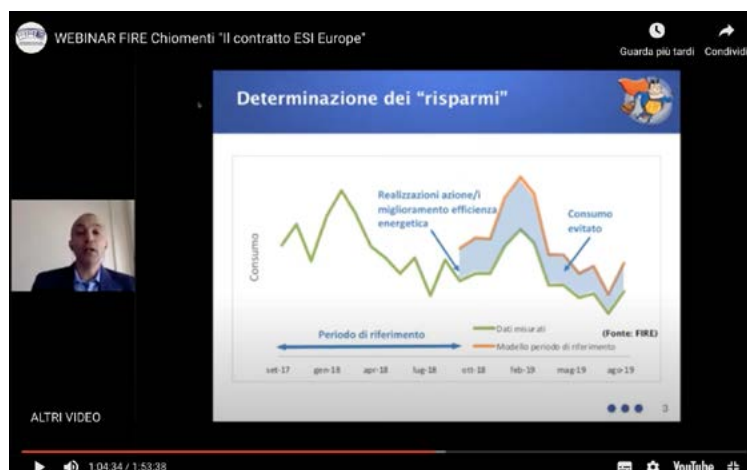 WEBINAR FIRE Chiomenti "Il contratto ESI Europe"
Guarda più tardi
Condividi
Determinazione dei "risparmi"
Consumo
Realizzazioni azione/i
miglioramento efficienza
energetica
Consumo
evitato
Periodo di riferimento
Dati misurati
(Fonte: FIRE)
Modello periodo di riferimento
set-17 gen-18 apr-18 lug-18 ott-18 feb-19 mag-19 ago-19
3
ALTRI VIDEO
1:04:34 / 1:53:38
YouTube